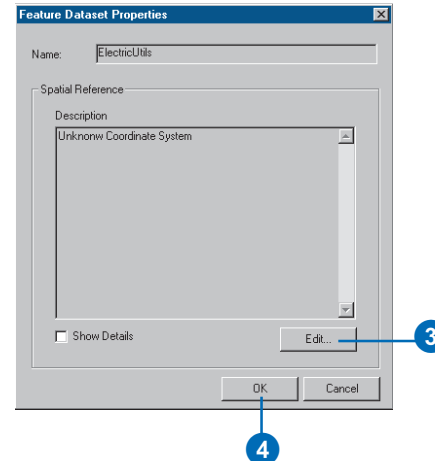 Feature Dataset Properties
Name: ElectricUtils
Spatial Reference
Description
Unknonw Coordinate System
Show Details
Edit...
3
OK
Cancel
4